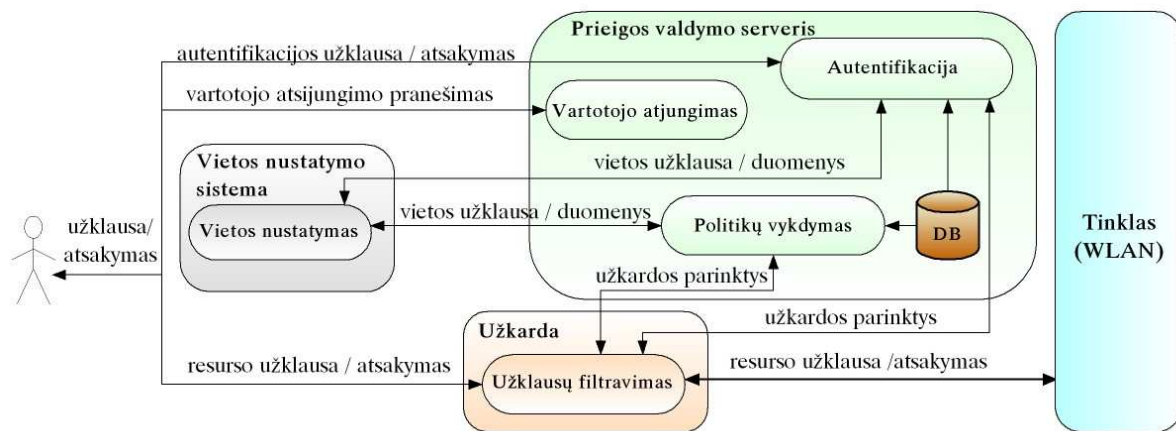 Prieigos valdymo serveris
autentifikacijos užklausa / atsakymas
Autentifikacija
vartotojo atsijungimo pranešimas
Vartotojo atjungimas
Vietos nustatymo
sistema
vietos užklausa / duomenys
Vietos nustatymas
vietos užklausa / duomenys
Politikų vykdymas
DB
Tinklas
(WLAN)
užklausa/
atsakymas
užkardos parinktys
užkardos parinktys
Užkarda
resurso užklausa / atsakymas
Užklausų filtravimas
resurso užklausa /atsakymas